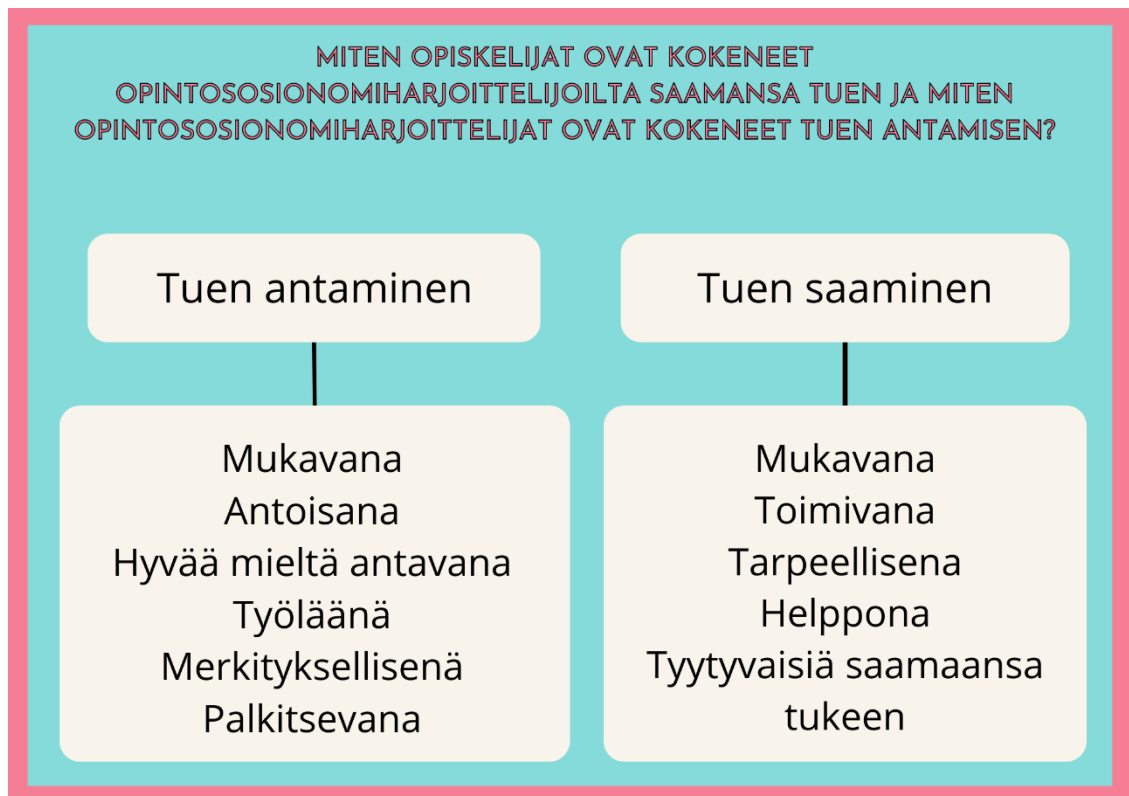 MITEN OPISKELIJAT OVAT KOKENEET
OPINTOSOSIONOMIHARJOITTELIJOILTA SAAMANSA TUEN JA MITEN
OPINTOSOSIONOMIHARJOITTELIJAT OVAT KOKENEET TUEN ANTAMISEN?
Tuen antaminen
Mukavana
Antoisana
Hyvää mieltä antavana
Työläänä
Merkityksellisenä
Palkitsevana
Tuen saaminen
Mukavana
Toimivana
Tarpeellisena
Helppona
Tyytyvaisiä saamaansa
tukeen